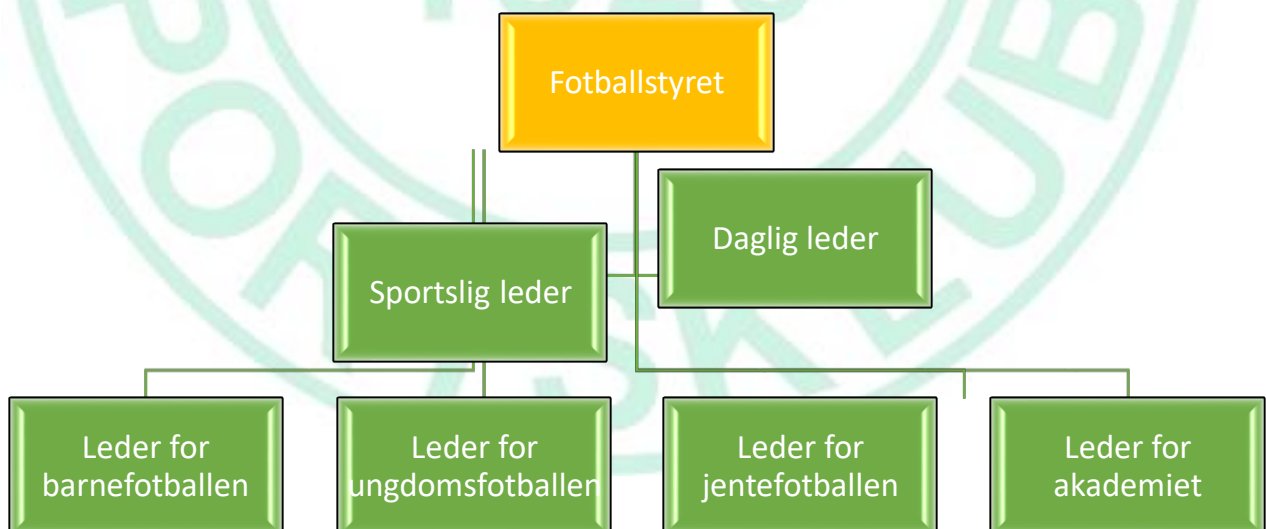 Fotballstyret
Daglig leder
Sportslig leder
Leder for
barnefotballen
Leder for
ungdomsfotballen
Leder for
jentefotballen
Leder for
akademiet